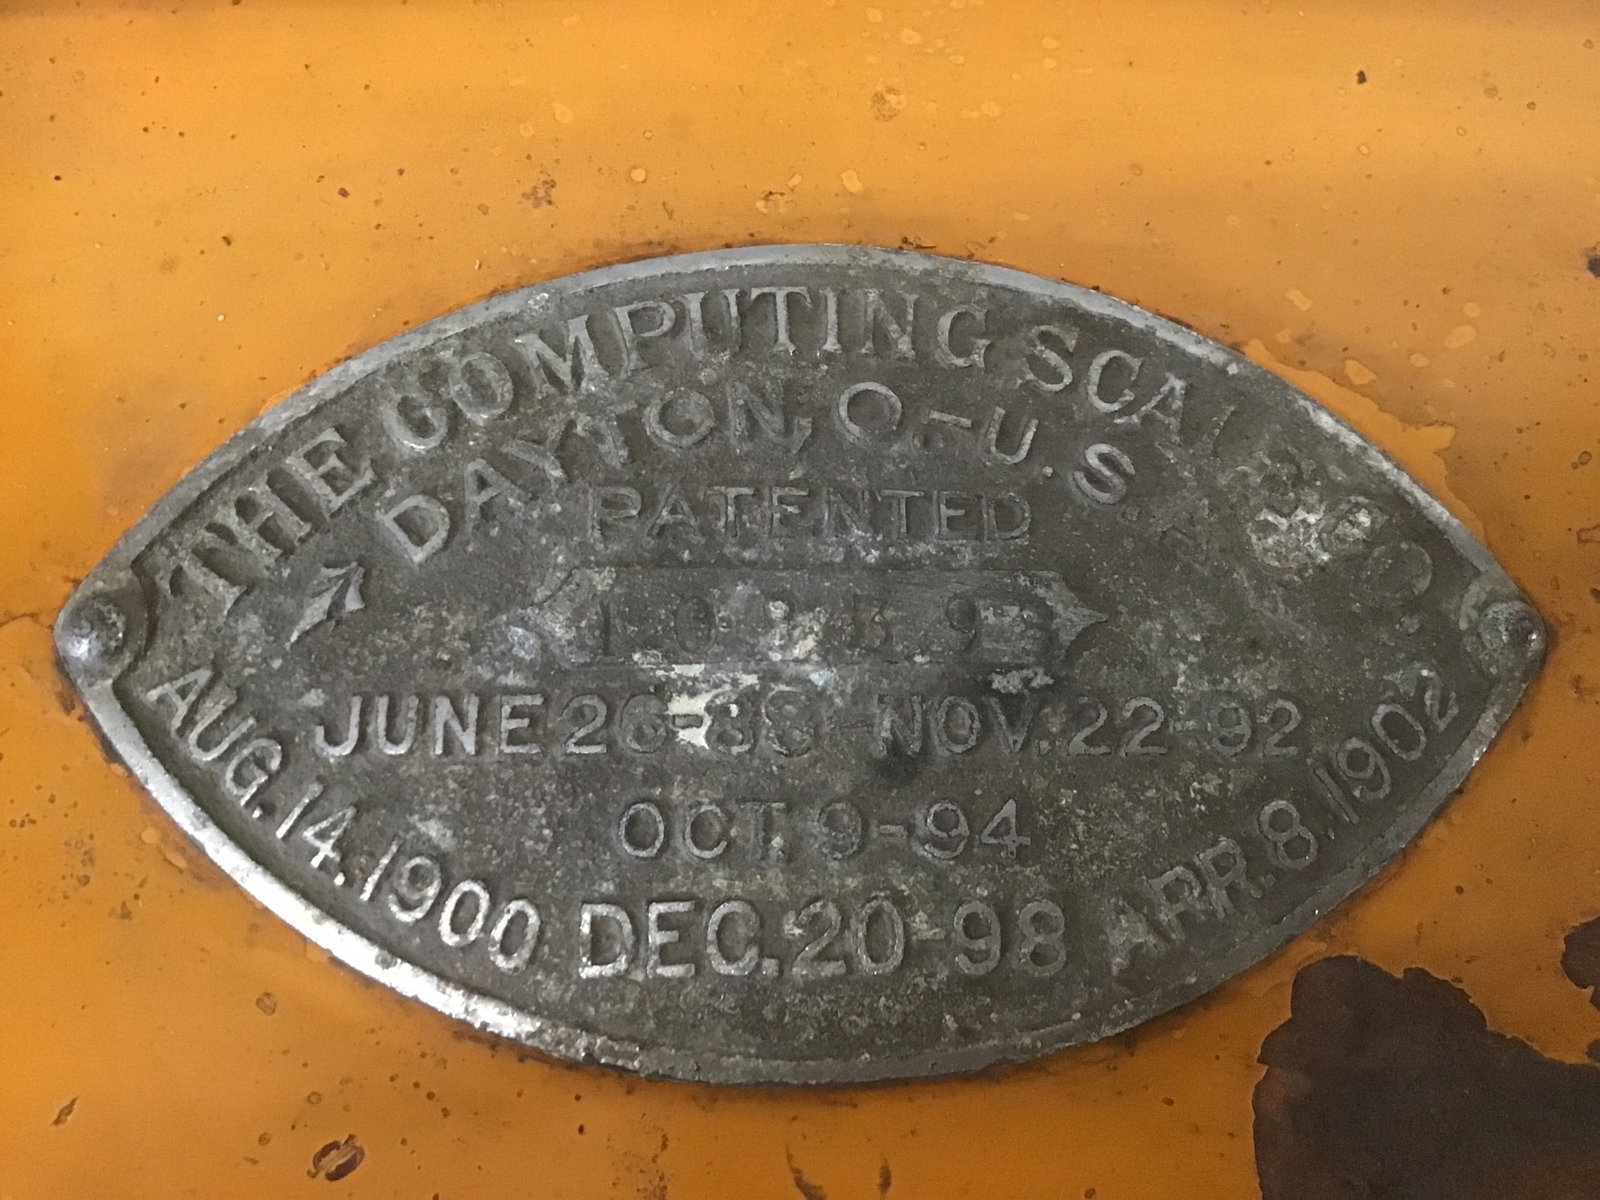 THE COMPUTING SCALE CO
DAYTON, O.-U.S.A
PATENTED
JUNE 26-88-NOV. 22-92
OCT. 9-94
AUG. 14. 1900 DEC. 20-98 APR. 8. 1902